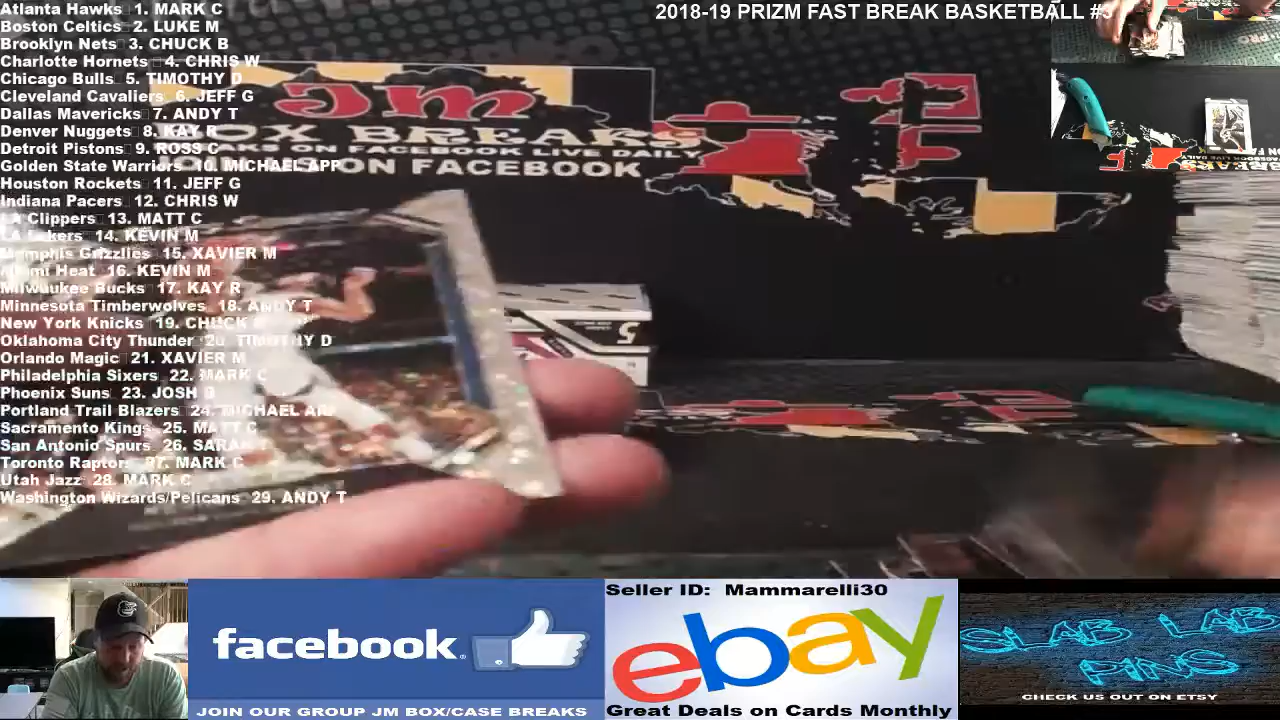 Atlanta Hawks 1. MARK C
Boston Celtics 2. LUKE M
Brooklyn Nets 3. CHUCK B
Charlotte Hornets 4. CHRIS W
Chicago Bulls 5. TIMOTHY D
Cleveland Cavaliers 6. JEFF G
Dallas Mavericks 7. ANDY T
Denver Nuggets 8. KAY R
Detroit Pistons 9. ROSS C
Golden State Warriors 10. MICHAEL APP
Houston Rockets 11. JEFF G
Indiana Pacers 12. CHRIS W
LA Clippers 13. MATT C
LA Lakers 14. KEVIN M
Memphis Grizzlies 15. XAVIER M
Miami Heat 16. KEVIN M
Milwaukee Bucks 17. KAY R
Minnesota Timberwolves 18. ANDY T
New York Knicks 19. CHUCK
Oklahoma City Thunder 20. TIMOTHY D
Orlando Magic 21. XAVIER M
Philadelphia Sixers 22. MARK C
Phoenix Suns 23. JOSH
Portland Trail Blazers 24. MICHAEL
Sacramento Kings 25. MATT C
San Antonio Spurs 26. SARAH
Toronto Raptors 27. MARK C
Utah Jazz 28. MARK C
Washington Wizards/Pelicans 29. ANDY T
2018-19 PRIZM FAST BREAK BASKETBALL #3
Jm
BOX BREAKS
BREAKS ON FACEBOOK LIVE DAILY
ON FACEBOOK
5
facebook
JOIN OUR GROUP JM BOX/CASE BREAKS
Seller ID: Mammarelli30
ebay
Great Deals on Cards Monthly
SLAB LAB
PINS
CHECK US OUT ON ETSY